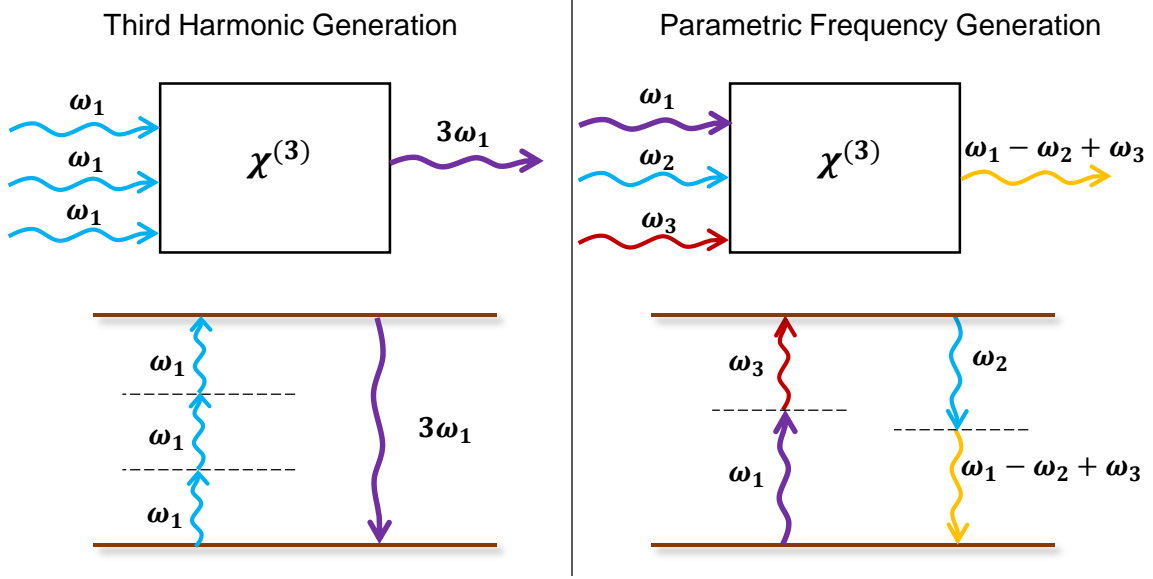 Third Harmonic Generation
ω₁
ω₁
ω₁
χ⁽³⁾
3ω₁
ω₁
ω₁
ω₁
3ω₁
Parametric Frequency Generation
ω₁
ω₂
ω₃
χ⁽³⁾
ω₁ − ω₂ + ω₃
ω₃
ω₁
ω₂
ω₁ − ω₂ + ω₃